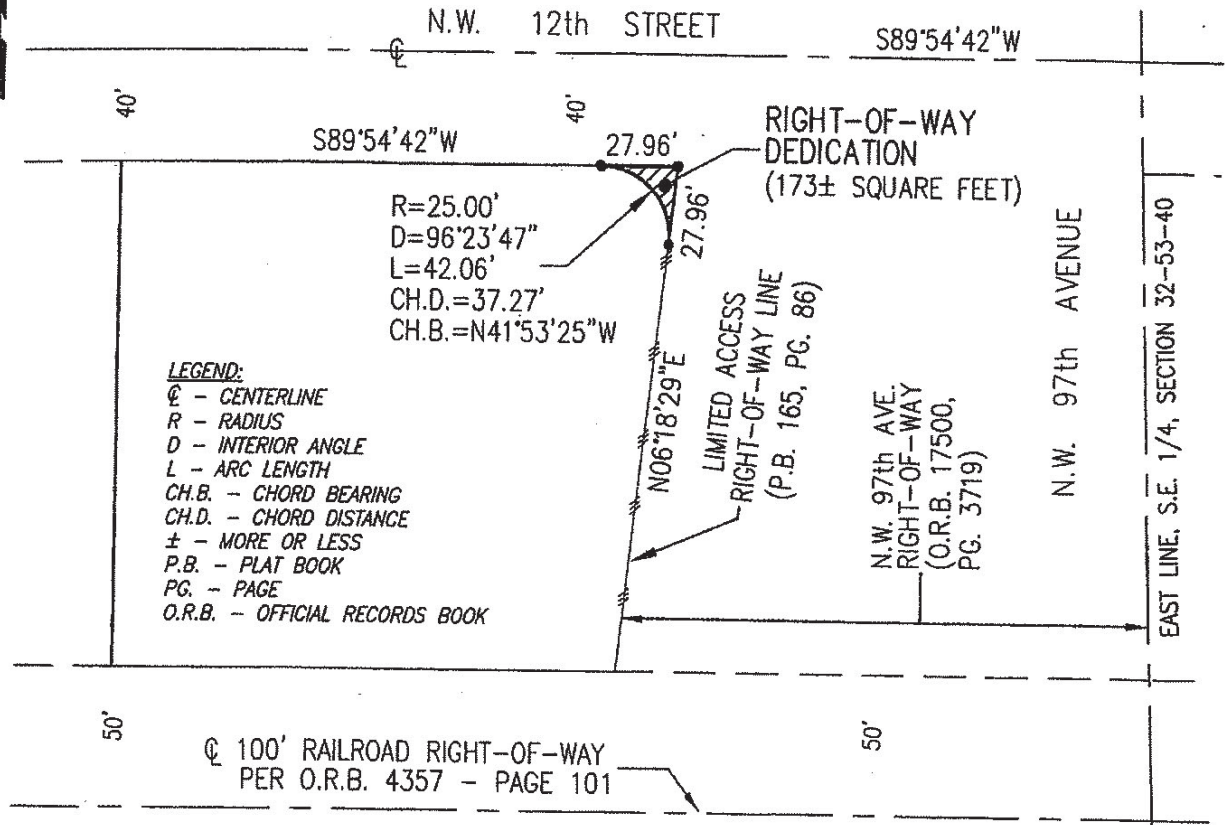 N.W. 12th STREET
S89°54'42"W
℄
40'
40'
S89°54'42"W
27.96'
RIGHT-OF-WAY
DEDICATION
(173± SQUARE FEET)
R=25.00'
D=96°23'47"
L=42.06'
CH.D.=37.27'
CH.B.=N41°53'25"W
27.96'
LEGEND:
℄ - CENTERLINE
R - RADIUS
D - INTERIOR ANGLE
L - ARC LENGTH
CH.B. - CHORD BEARING
CH.D. - CHORD DISTANCE
± - MORE OR LESS
P.B. - PLAT BOOK
PG. - PAGE
O.R.B. - OFFICIAL RECORDS BOOK
N06°18'29"E
LIMITED ACCESS
RIGHT-OF-WAY LINE
(P.B. 165, PG. 86)
N.W. 97th AVE.
RIGHT-OF-WAY
(O.R.B. 17500,
PG. 3719)
N.W. 97th AVENUE
EAST LINE, S.E. 1/4, SECTION 32-53-40
50'
50'
℄ 100' RAILROAD RIGHT-OF-WAY
PER O.R.B. 4357 - PAGE 101